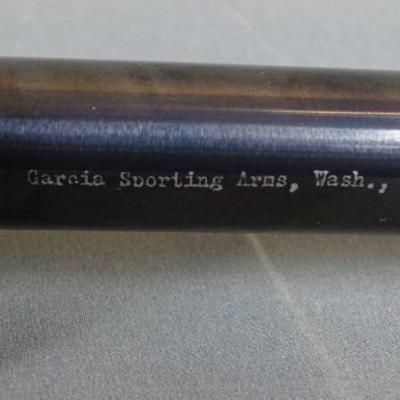 Garcia Sporting Arms, Wash.,